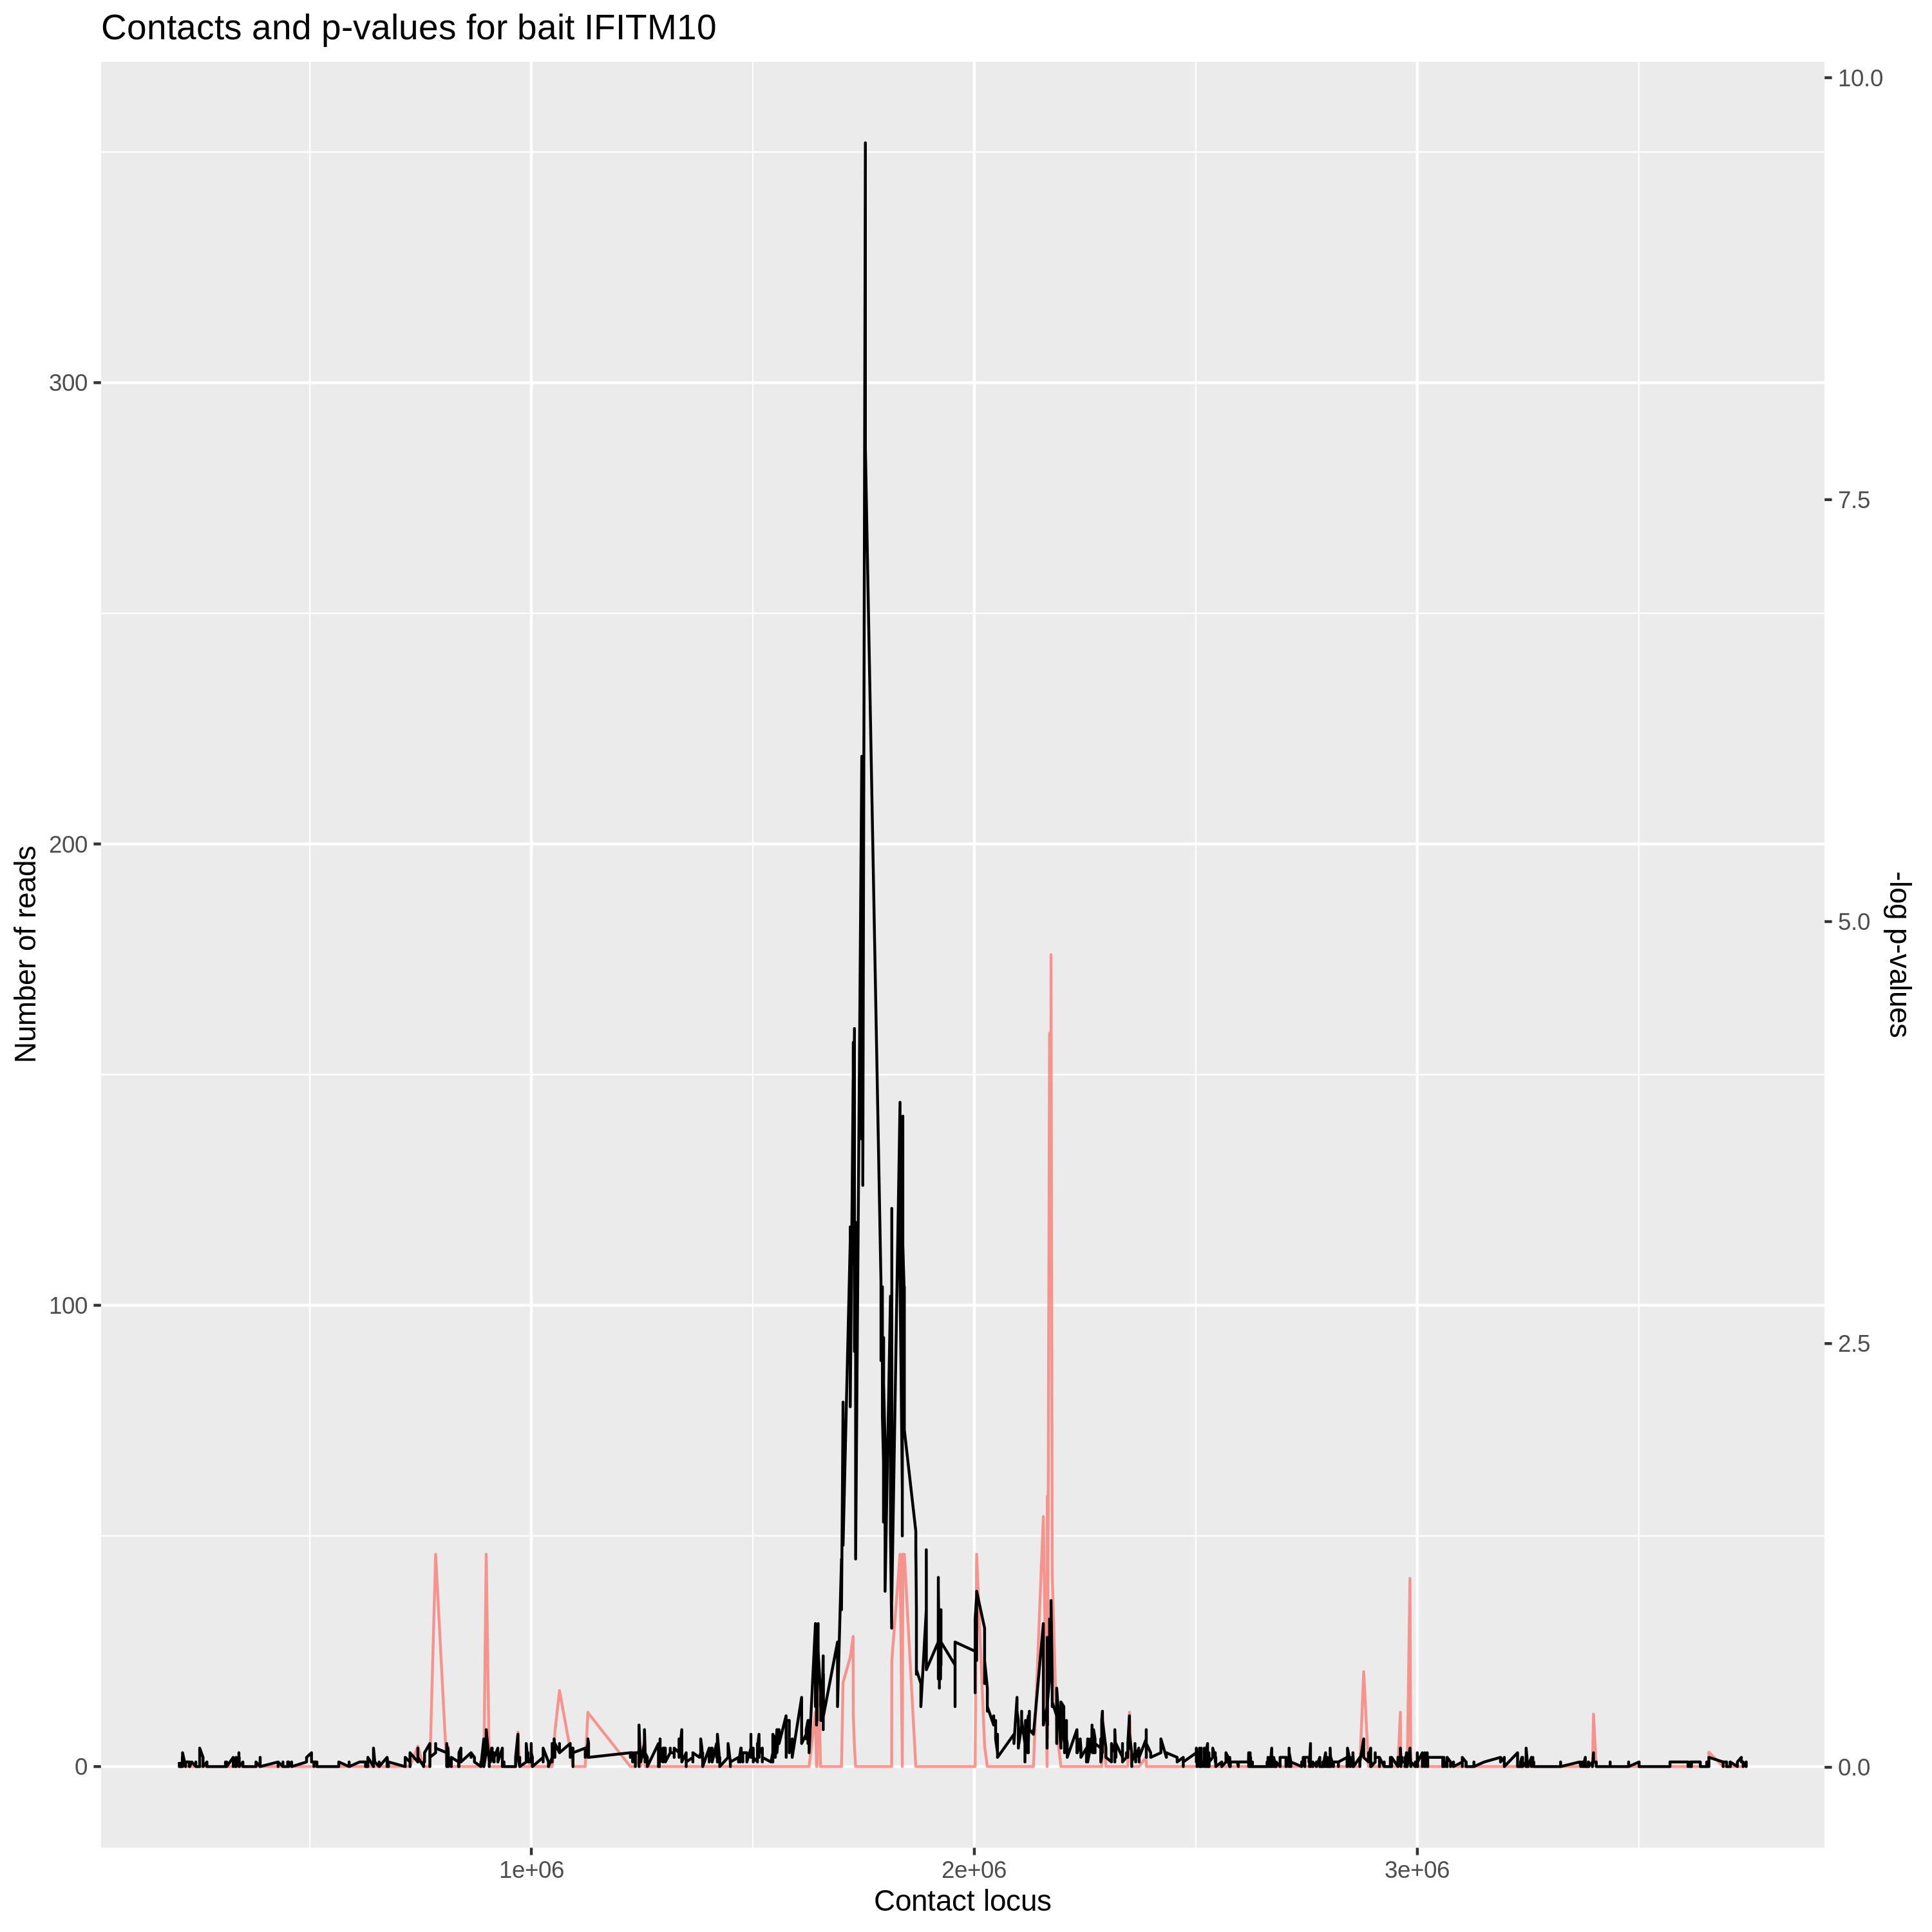 Contacts and p-values for bait IFITM10
300
200
100
0
Number of reads
10.0
7.5
5.0
2.5
0.0
-log p-values
1e+06
2e+06
3e+06
Contact locus